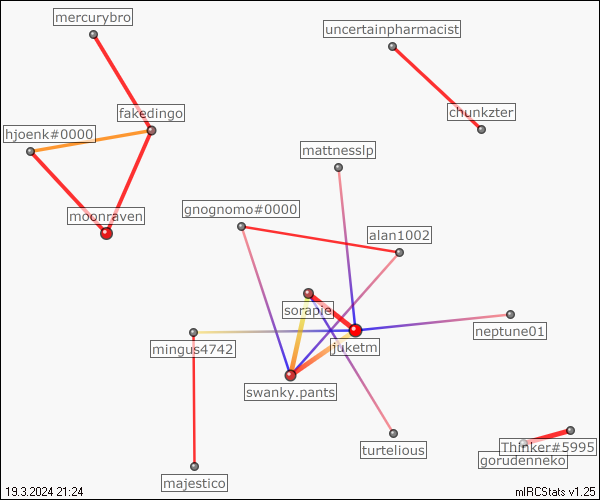 mercurybro
uncertainpharmacist
fakedingo
chunkzter
hjoenk#0000
mattnesslp
gnognomo#0000
moonraven
alan1002
sorapie
neptune01
juketm
mingus4742
swanky.pants
turtelious
Thinker#5995
gorudenneko
majestico
19.3.2024 21:24
mIRCStats v1.25